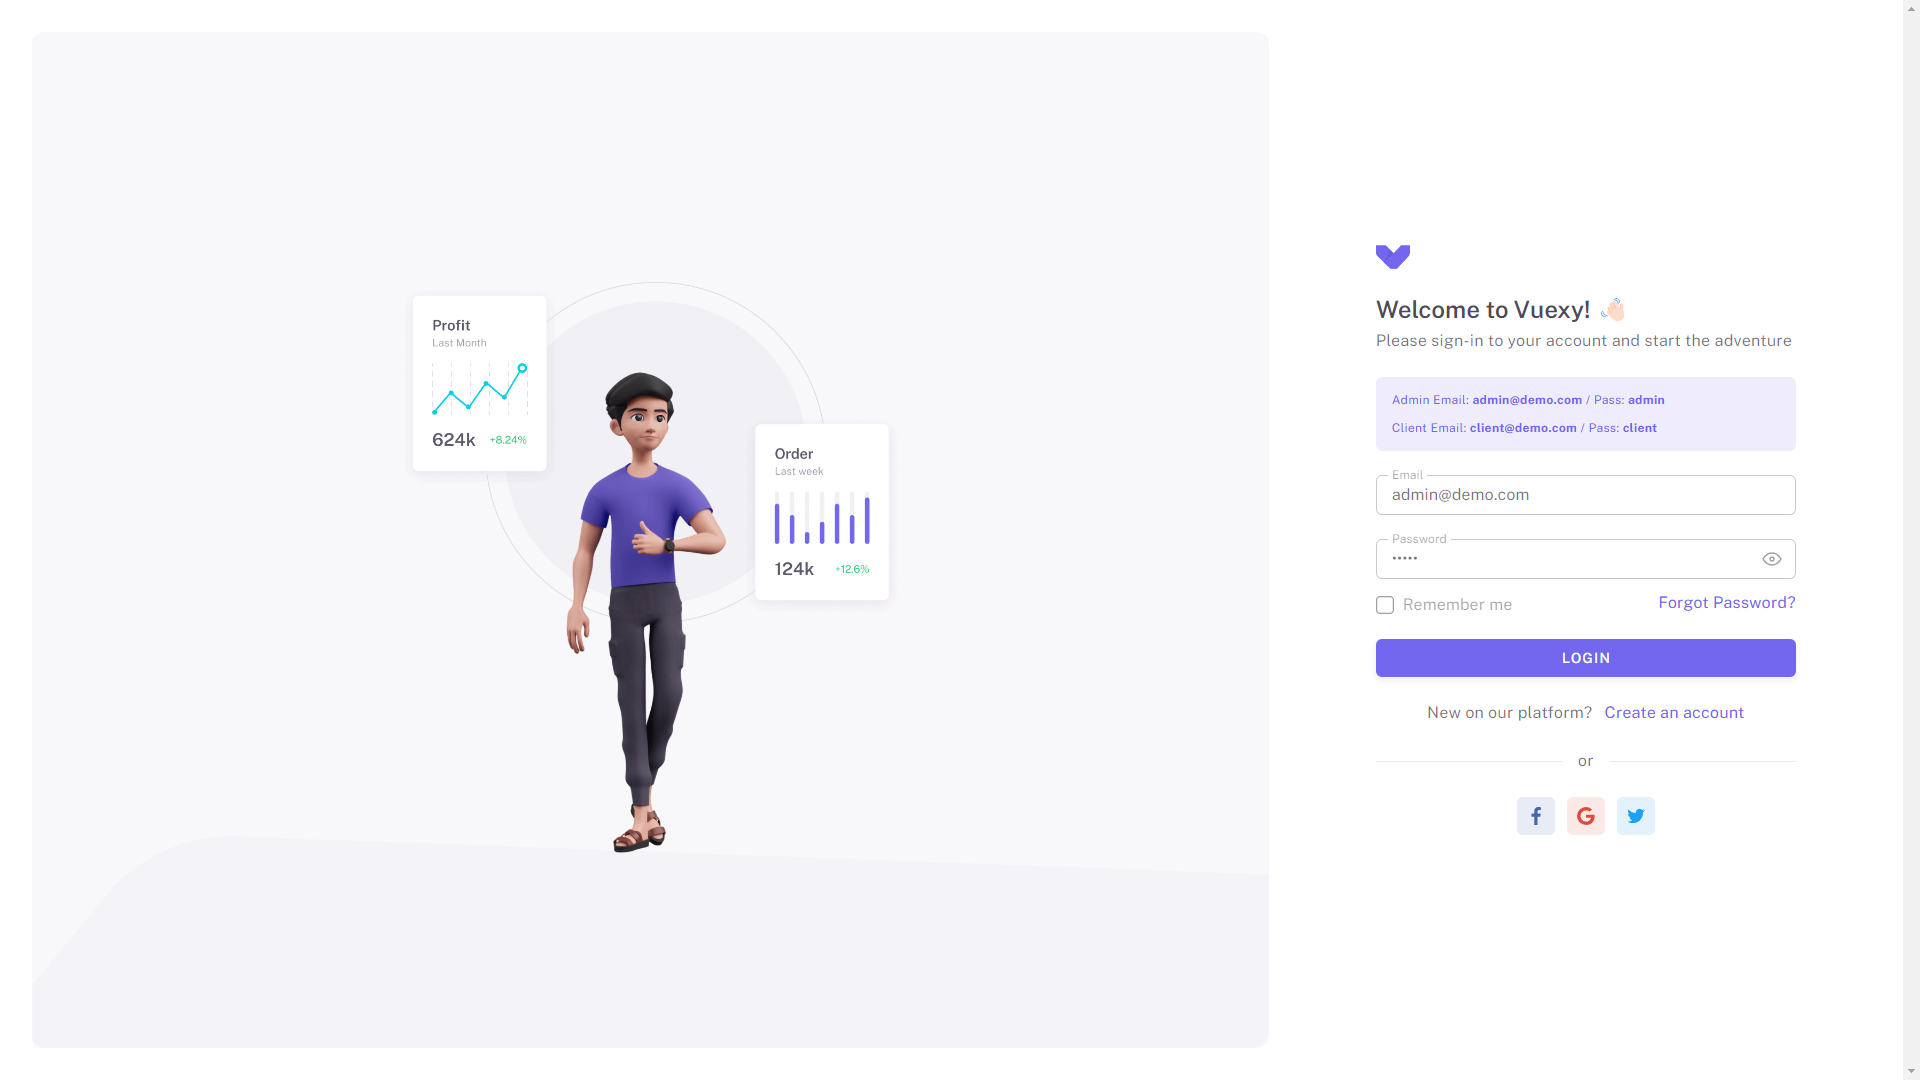 Profit
Last Month
624k +8.24%
Order
Last week
124k +12.6%
Welcome to Vuexy! 👋🏻
Please sign-in to your account and start the adventure
Admin Email: admin@demo.com / Pass: admin
Client Email: client@demo.com / Pass: client
Email
admin@demo.com
Password
•••••
Remember me
Forgot Password?
LOGIN
New on our platform? Create an account
or